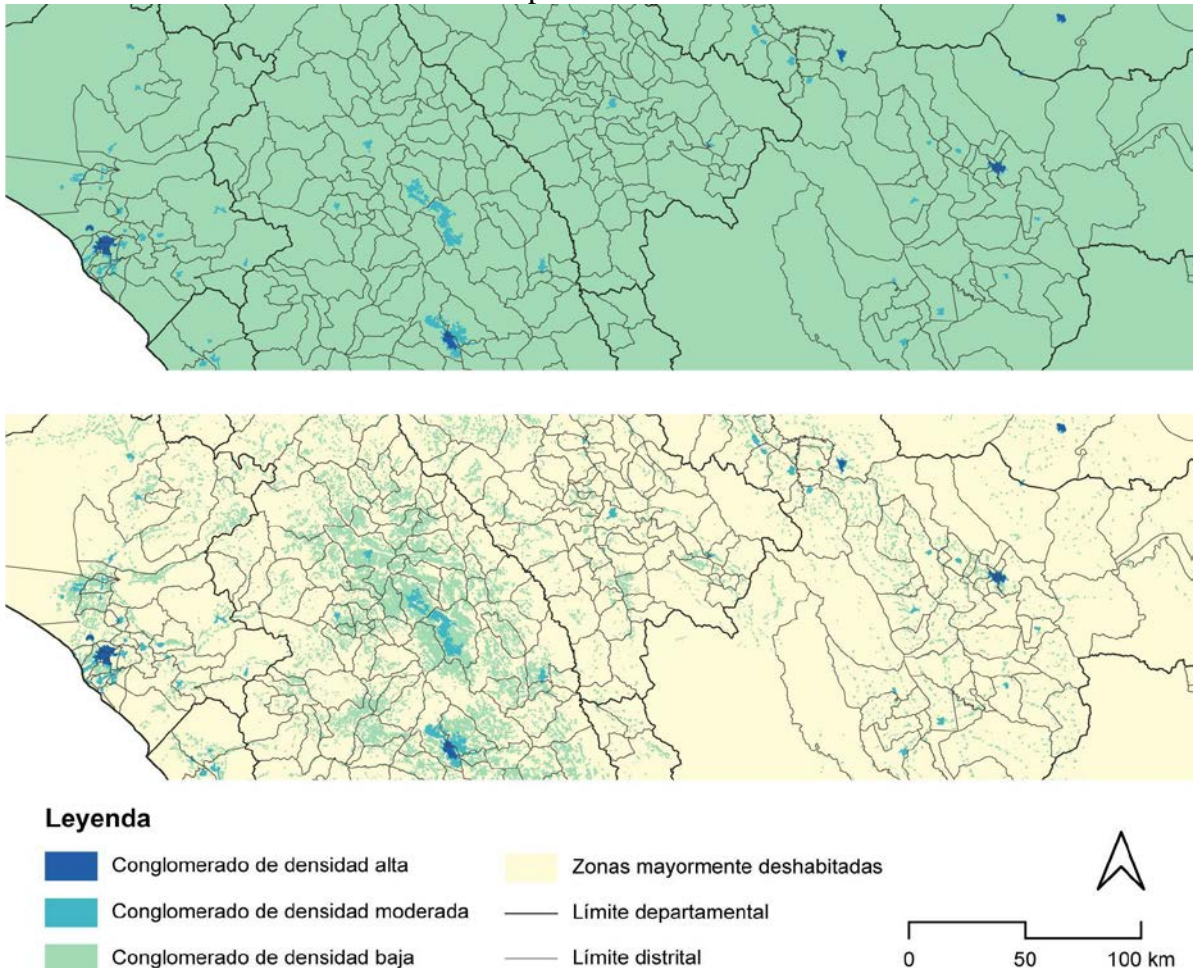 Leyenda
Conglomerado de densidad alta
Conglomerado de densidad moderada
Conglomerado de densidad baja
Zonas mayormente deshabitadas
Límite departamental
Límite distrital
0 50 100 km